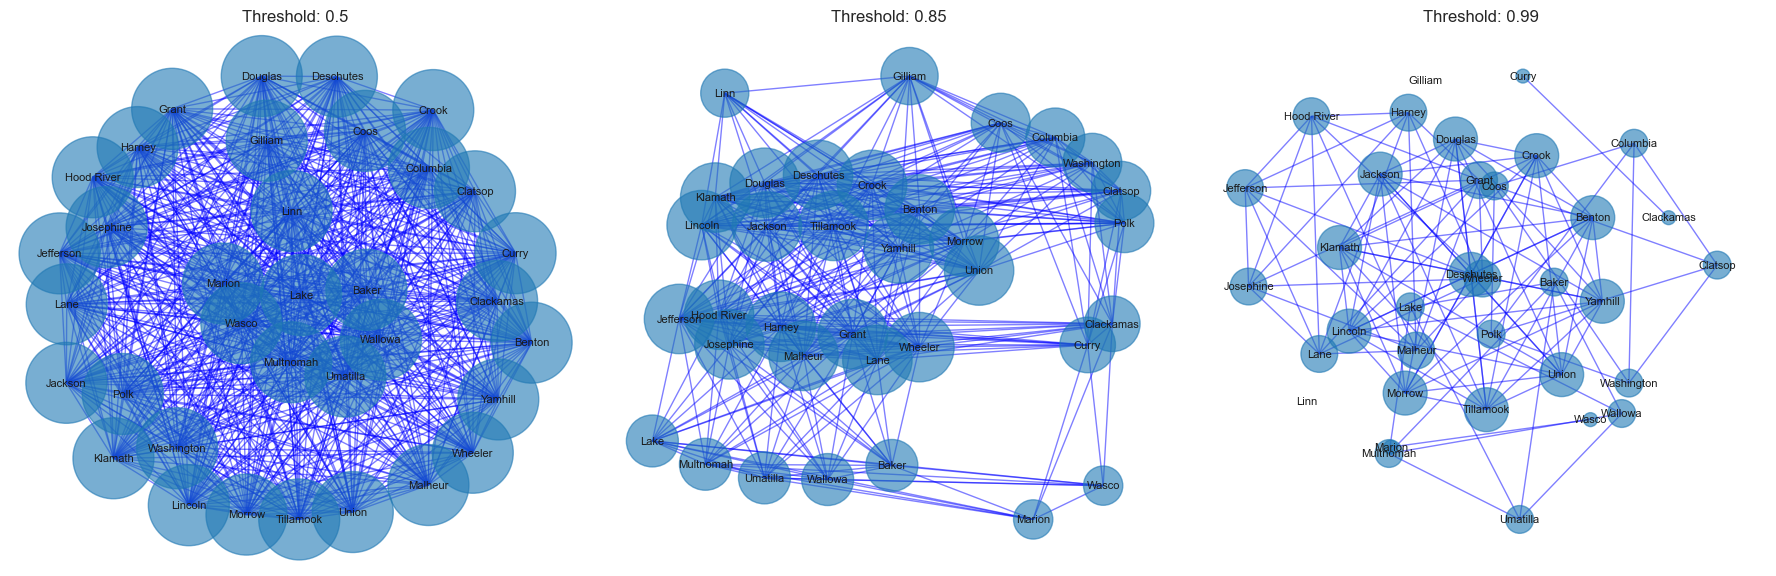 Threshold: 0.5
Douglas
Deschutes
Grant
Crook
Coos
Gilliam
Harney
Columbia
Hood River
Clatsop
Linn
Josephine
Jefferson
Curry
Marion
Baker
Lake
Lane
Clackamas
Wasco
Wallowa
Benton
Multnomah
Umatilla
Jackson
Polk
Yamhill
Washington
Wheeler
Klamath
Malheur
Lincoln
Morrow
Union
Tillamook
Threshold: 0.85
Gilliam
Linn
Coos
Columbia
Washington
Deschutes
Douglas
Crook
Clatsop
Klamath
Benton
Polk
Lincoln
Jackson
Tillamook
Morrow
Yamhill
Union
Hood River
Jefferson
Clackamas
Harney
Grant
Josephine
Curry
Wheeler
Malheur
Lane
Lake
Multnomah
Baker
Umatilla
Wallowa
Wasco
Marion
Threshold: 0.99
Curry
Gilliam
Harney
Hood River
Douglas
Columbia
Crook
Jackson
Grant
Coos
Jefferson
Benton
Clackamas
Klamath
Clatsop
Deschutes
Wheeler
Baker
Josephine
Yamhill
Lake
Lincoln
Polk
Malheur
Lane
Union
Washington
Morrow
Linn
Tillamook
Wallowa
Wasco
Marion
Multnomah
Umatilla